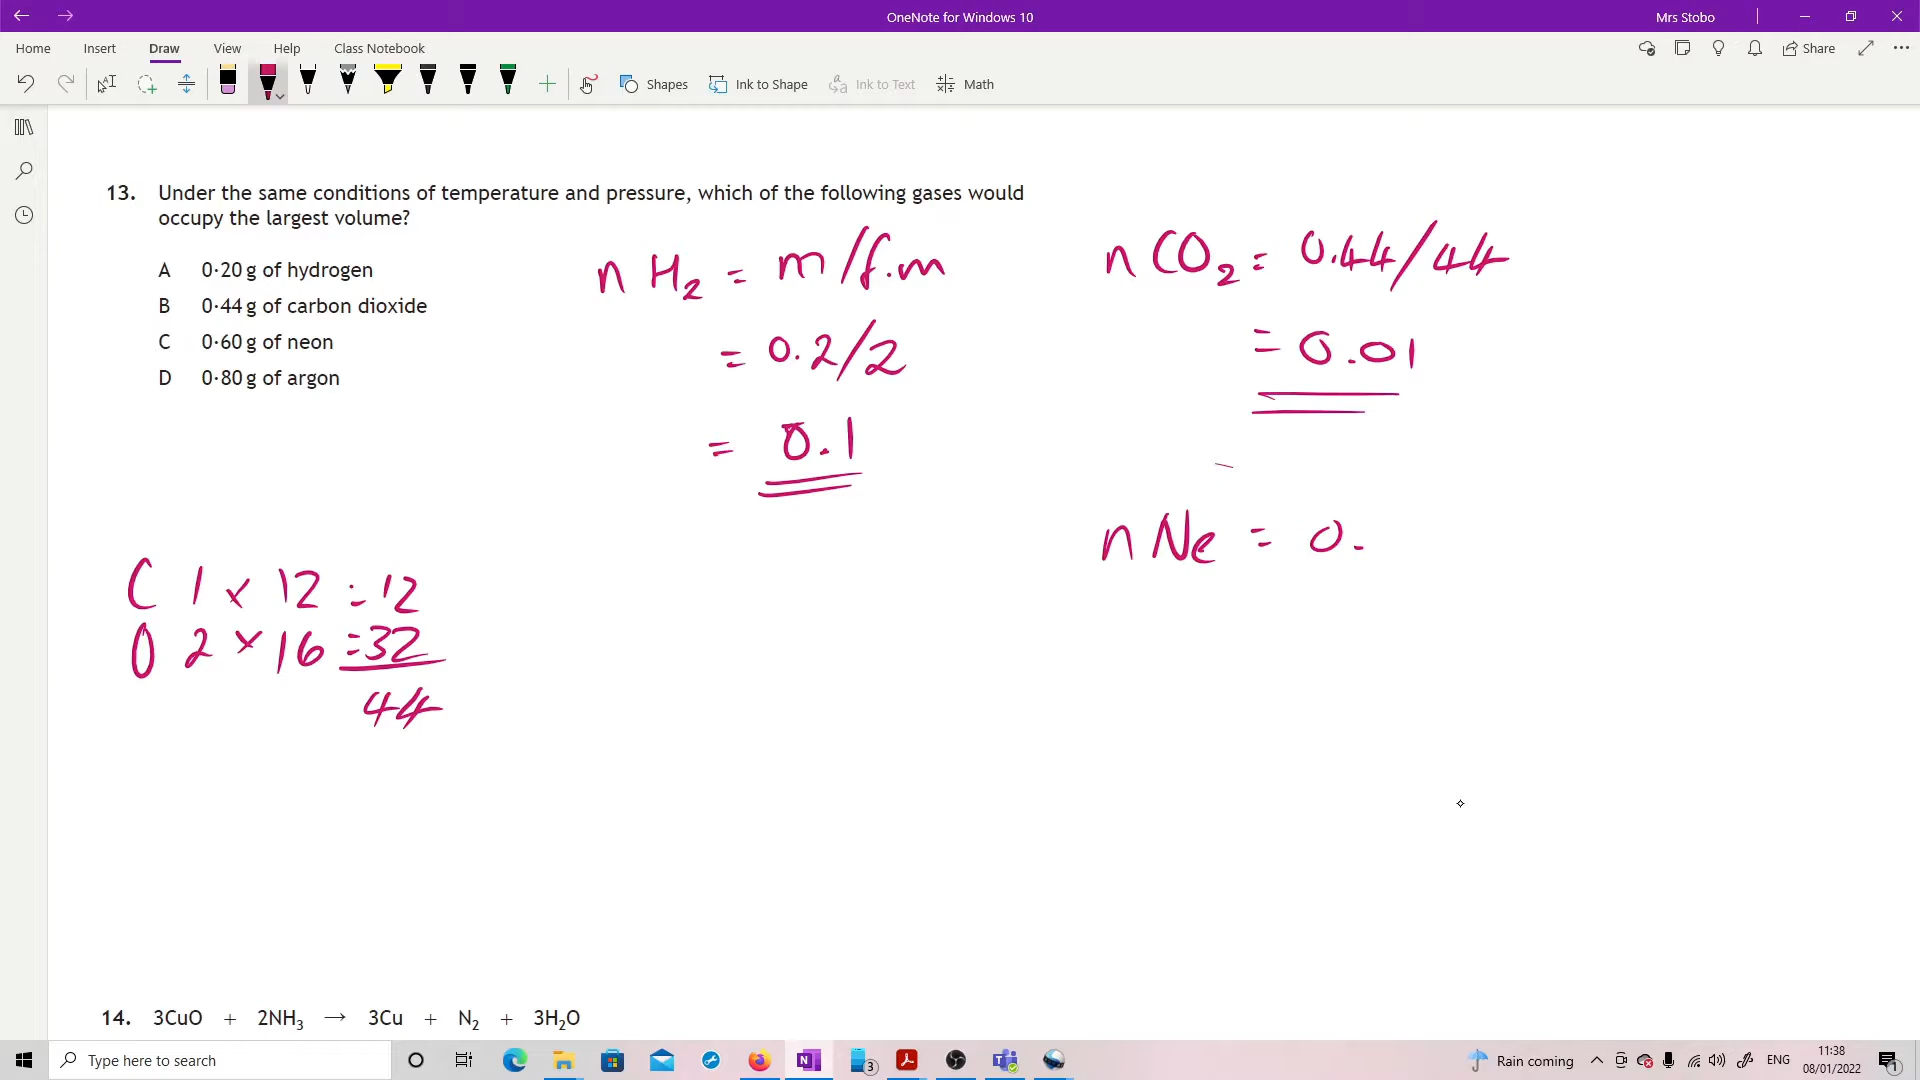 OneNote for Windows 10
Mrs Stobo
Home Insert Draw View Help Class Notebook
Share
Shapes Ink to Shape Ink to Text Math
13. Under the same conditions of temperature and pressure, which of the following gases would
occupy the largest volume?
A 0·20 g of hydrogen
B 0·44 g of carbon dioxide
C 0·60 g of neon
D 0·80 g of argon
n H₂ = m/f.m
= 0.2/2
= 0.1
n CO₂ = 0.44/44
= 0.01
n Ne = 0.
C 1 x 12 = 12
O 2 x 16 = 32
44
14. 3CuO + 2NH₃ → 3Cu + N₂ + 3H₂O
Type here to search
3
Rain coming
ENG
11:38
08/01/2022
1